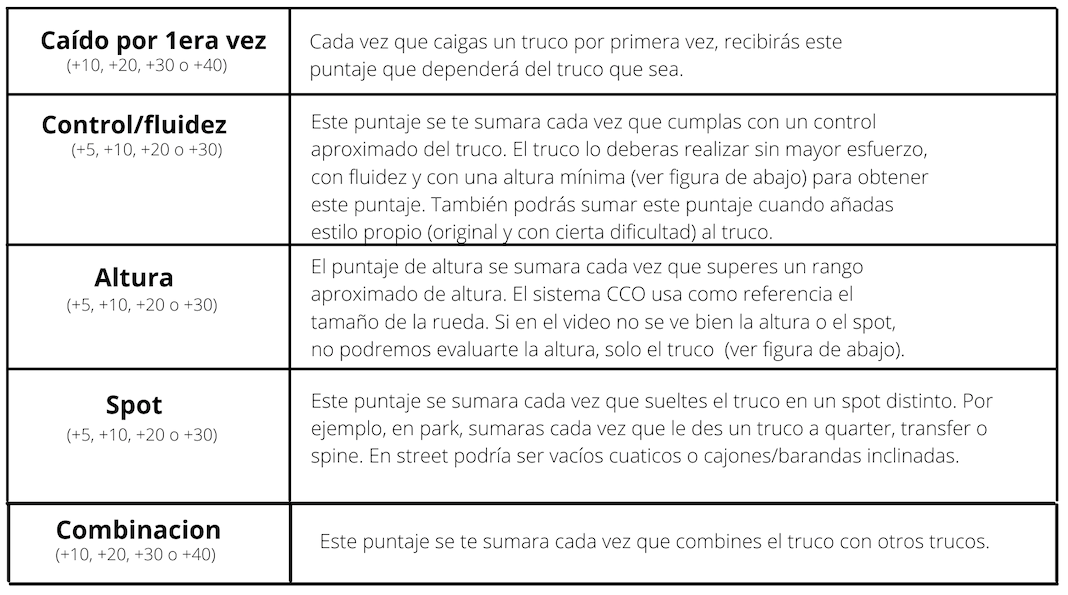 Caído por 1era vez
(+10, +20, +30 o +40)
Cada vez que caigas un truco por primera vez, recibirás este
puntaje que dependerá del truco que sea.
Control/fluidez
(+5, +10, +20 o +30)
Este puntaje se te sumara cada vez que cumplas con un control
aproximado del truco. El truco lo deberas realizar sin mayor esfuerzo,
con fluidez y con una altura mínima (ver figura de abajo) para obtener
este puntaje. También podrás sumar este puntaje cuando añadas
estilo propio (original y con cierta dificultad) al truco.
Altura
(+5, +10, +20 o +30)
El puntaje de altura se sumara cada vez que superes un rango
aproximado de altura. El sistema CCO usa como referencia el
tamaño de la rueda. Si en el video no se ve bien la altura o el spot,
no podremos evaluarte la altura, solo el truco (ver figura de abajo).
Spot
(+5, +10, +20 o +30)
Este puntaje se sumara cada vez que sueltes el truco en un spot distinto. Por
ejemplo, en park, sumaras cada vez que le des un truco a quarter, transfer o
spine. En street podría ser vacíos cuaticos o cajones/barandas inclinadas.
Combinacion
(+10, +20, +30 o +40)
Este puntaje se te sumara cada vez que combines el truco con otros trucos.